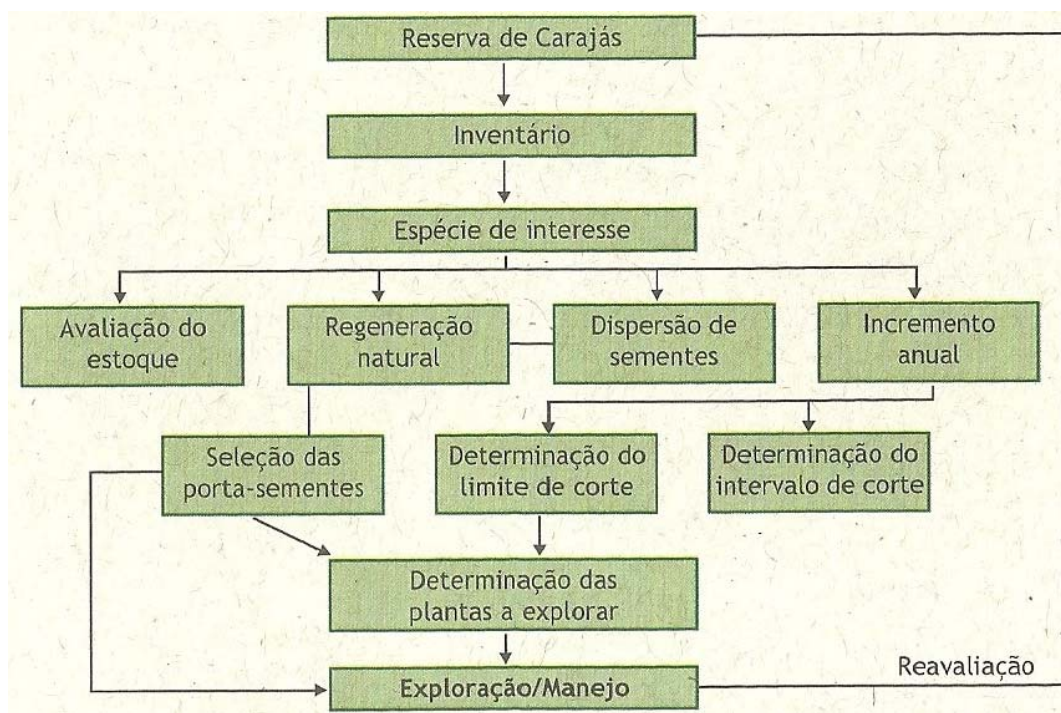 Reserva de Carajás
Inventário
Espécie de interesse
Avaliação do
estoque
Regeneração
natural
Dispersão de
sementes
Incremento
anual
Seleção das
porta-sementes
Determinação do
limite de corte
Determinação do
intervalo de corte
Determinação das
plantas a explorar
Reavaliação
Exploração/Manejo